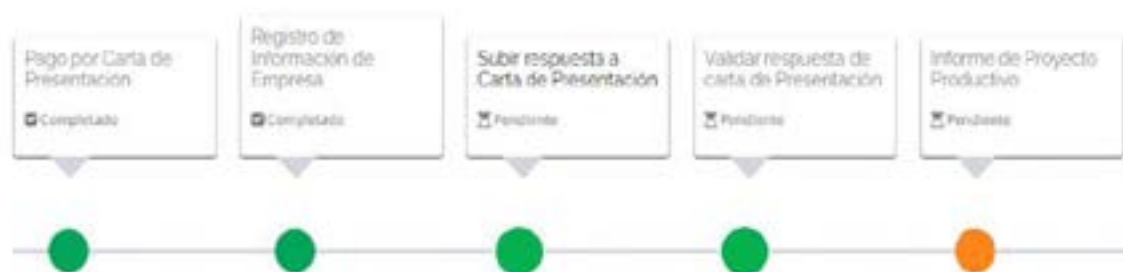 Pago por Carta de
Presentación
Completado
Registro de
Información de
Empresa
Completado
Subir respuesta a
Carta de Presentación
Pendiente
Validar respuesta de
carta de Presentación
Pendiente
Informe de Proyecto
Productivo
Pendiente